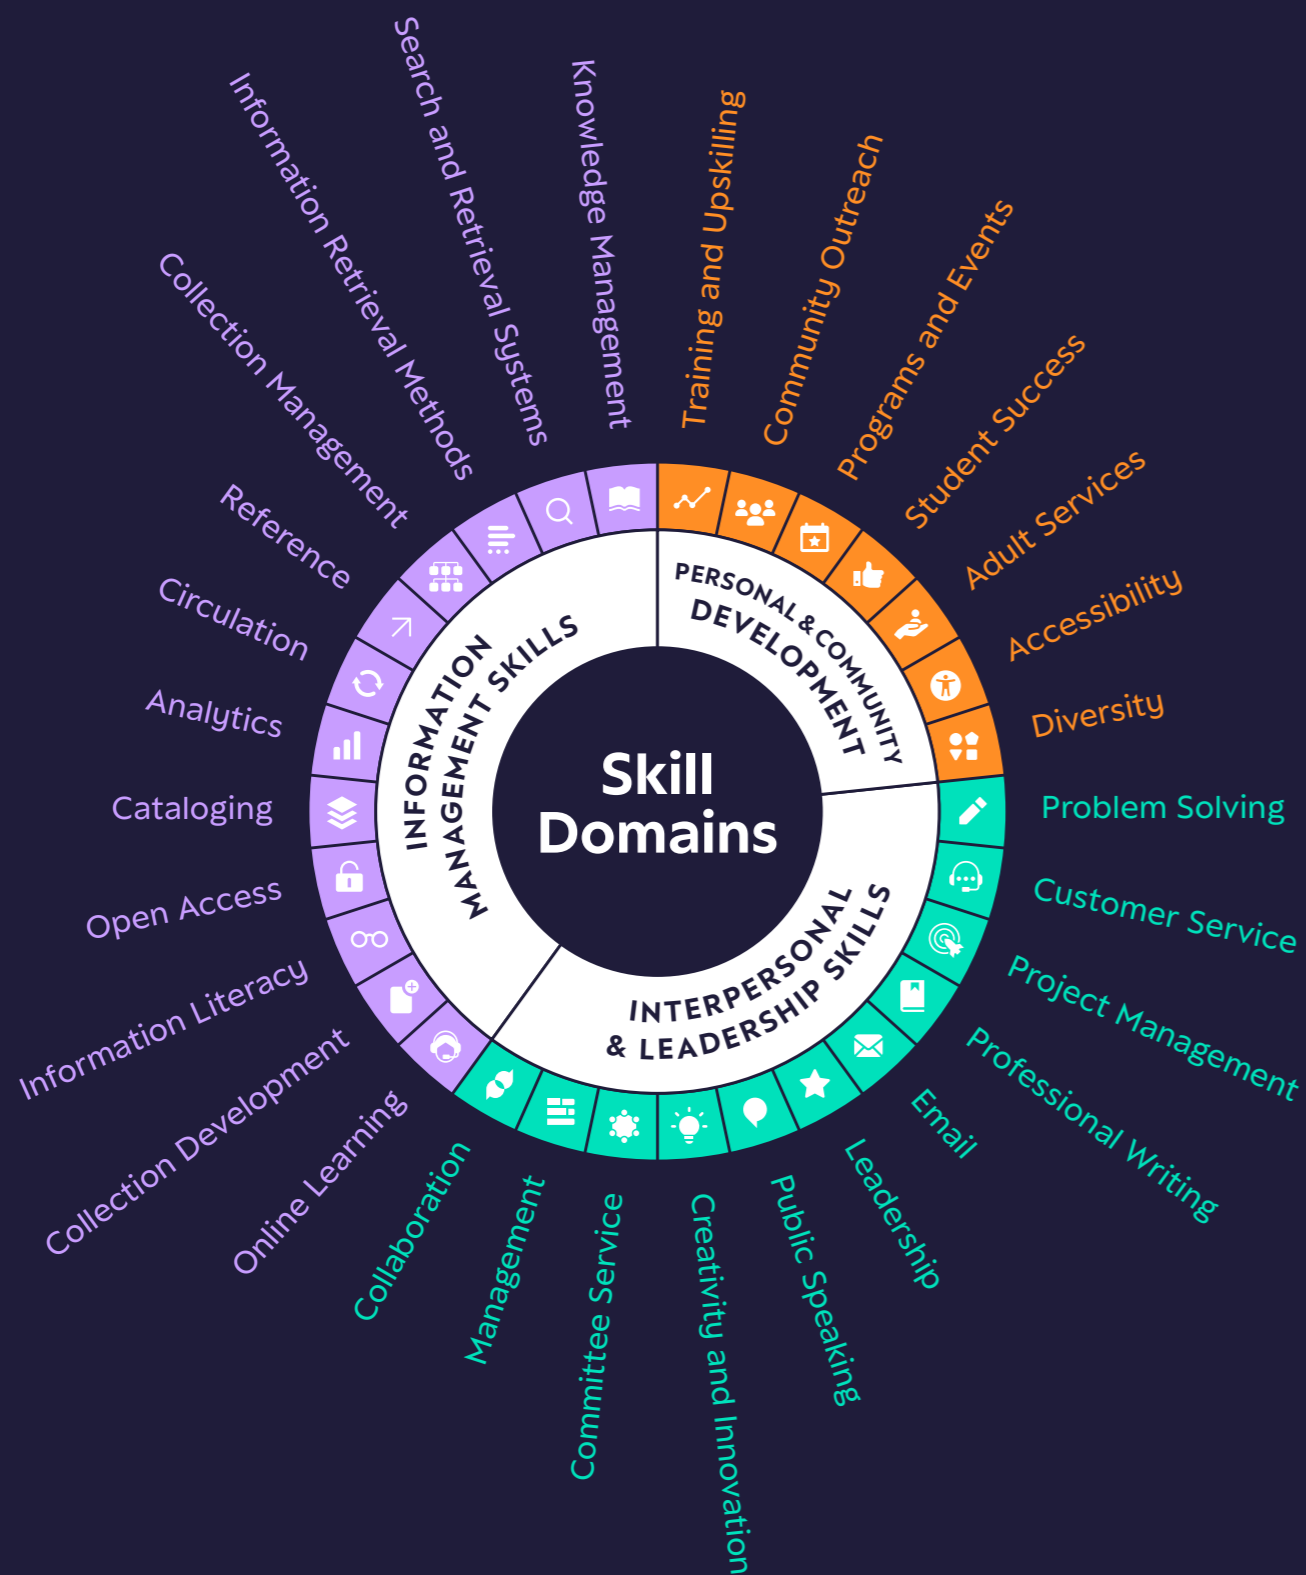 Skill
Domains
PERSONAL & COMMUNITY
DEVELOPMENT
Training and Upskilling
Community Outreach
Programs and Events
Student Success
Adult Services
Accessibility
Diversity
INTERPERSONAL
& LEADERSHIP SKILLS
Problem Solving
Customer Service
Project Management
Professional Writing
Email
Leadership
Public Speaking
Creativity and Innovation
Committee Service
Management
Collaboration
INFORMATION
MANAGEMENT SKILLS
Online Learning
Collection Development
Information Literacy
Open Access
Cataloging
Analytics
Circulation
Reference
Collection Management
Information Retrieval Methods
Search and Retrieval Systems
Knowledge Management